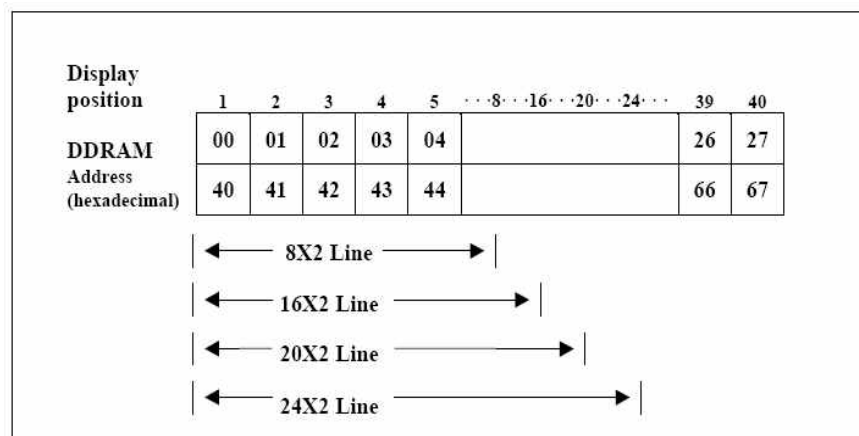 Display
position 1 2 3 4 5 · · ·8· · ·16· · ·20· · ·24· · · 39 40
DDRAM 00 01 02 03 04 26 27
Address
(hexadecimal) 40 41 42 43 44 66 67
8X2 Line
16X2 Line
20X2 Line
24X2 Line